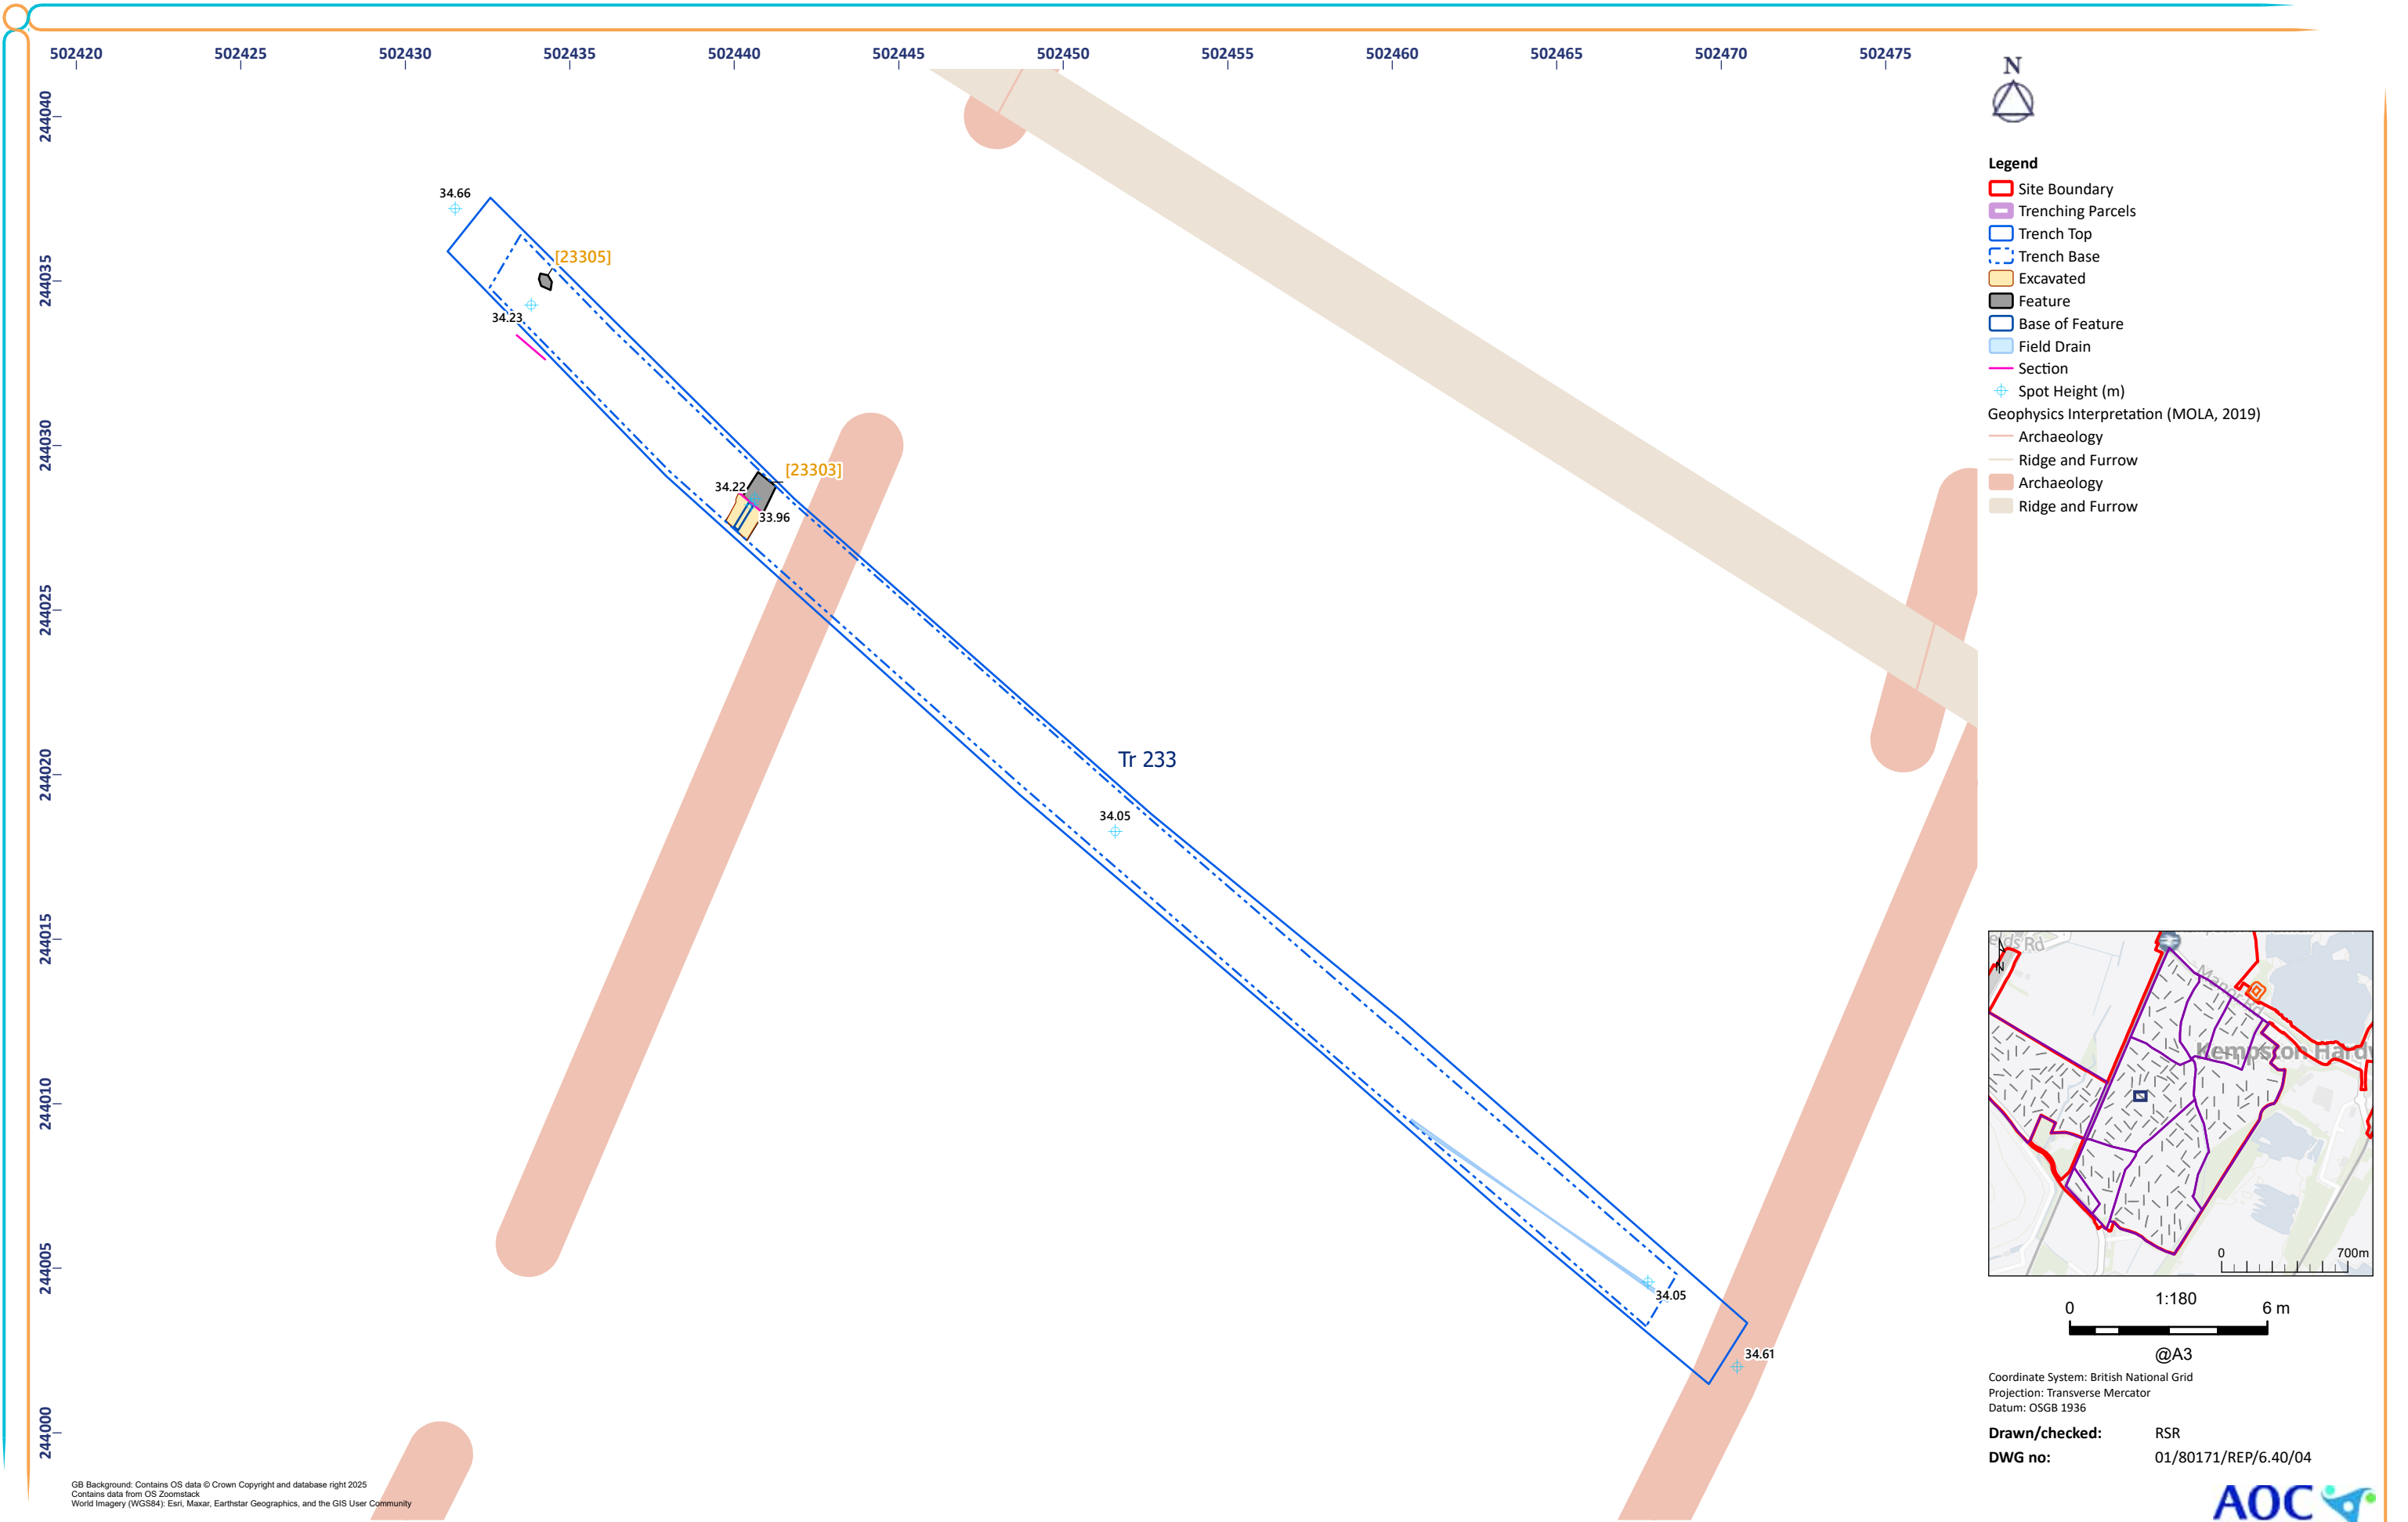 502420 502425 502430 502435 502440 502445 502450 502455 502460 502465 502470 502475
244040
244035
244030
244025
244020
244015
244010
244005
244000
34.66
[23305]
34.23
[23303]
34.22
33.96
Tr 233
34.05
34.05
34.61
N
Legend
Site Boundary
Trenching Parcels
Trench Top
Trench Base
Excavated
Feature
Base of Feature
Field Drain
Section
Spot Height (m)
Geophysics Interpretation (MOLA, 2019)
Archaeology
Ridge and Furrow
Archaeology
Ridge and Furrow
N
Kempston Hardw
0 700m
1:180
0 6 m
@A3
Coordinate System: British National Grid
Projection: Transverse Mercator
Datum: OSGB 1936
Drawn/checked: RSR
DWG no: 01/80171/REP/6.40/04
AOC
GB Background: Contains OS data © Crown Copyright and database right 2025
Contains data from OS Zoomstack
World Imagery (WGS84): Esri, Maxar, Earthstar Geographics, and the GIS User Community